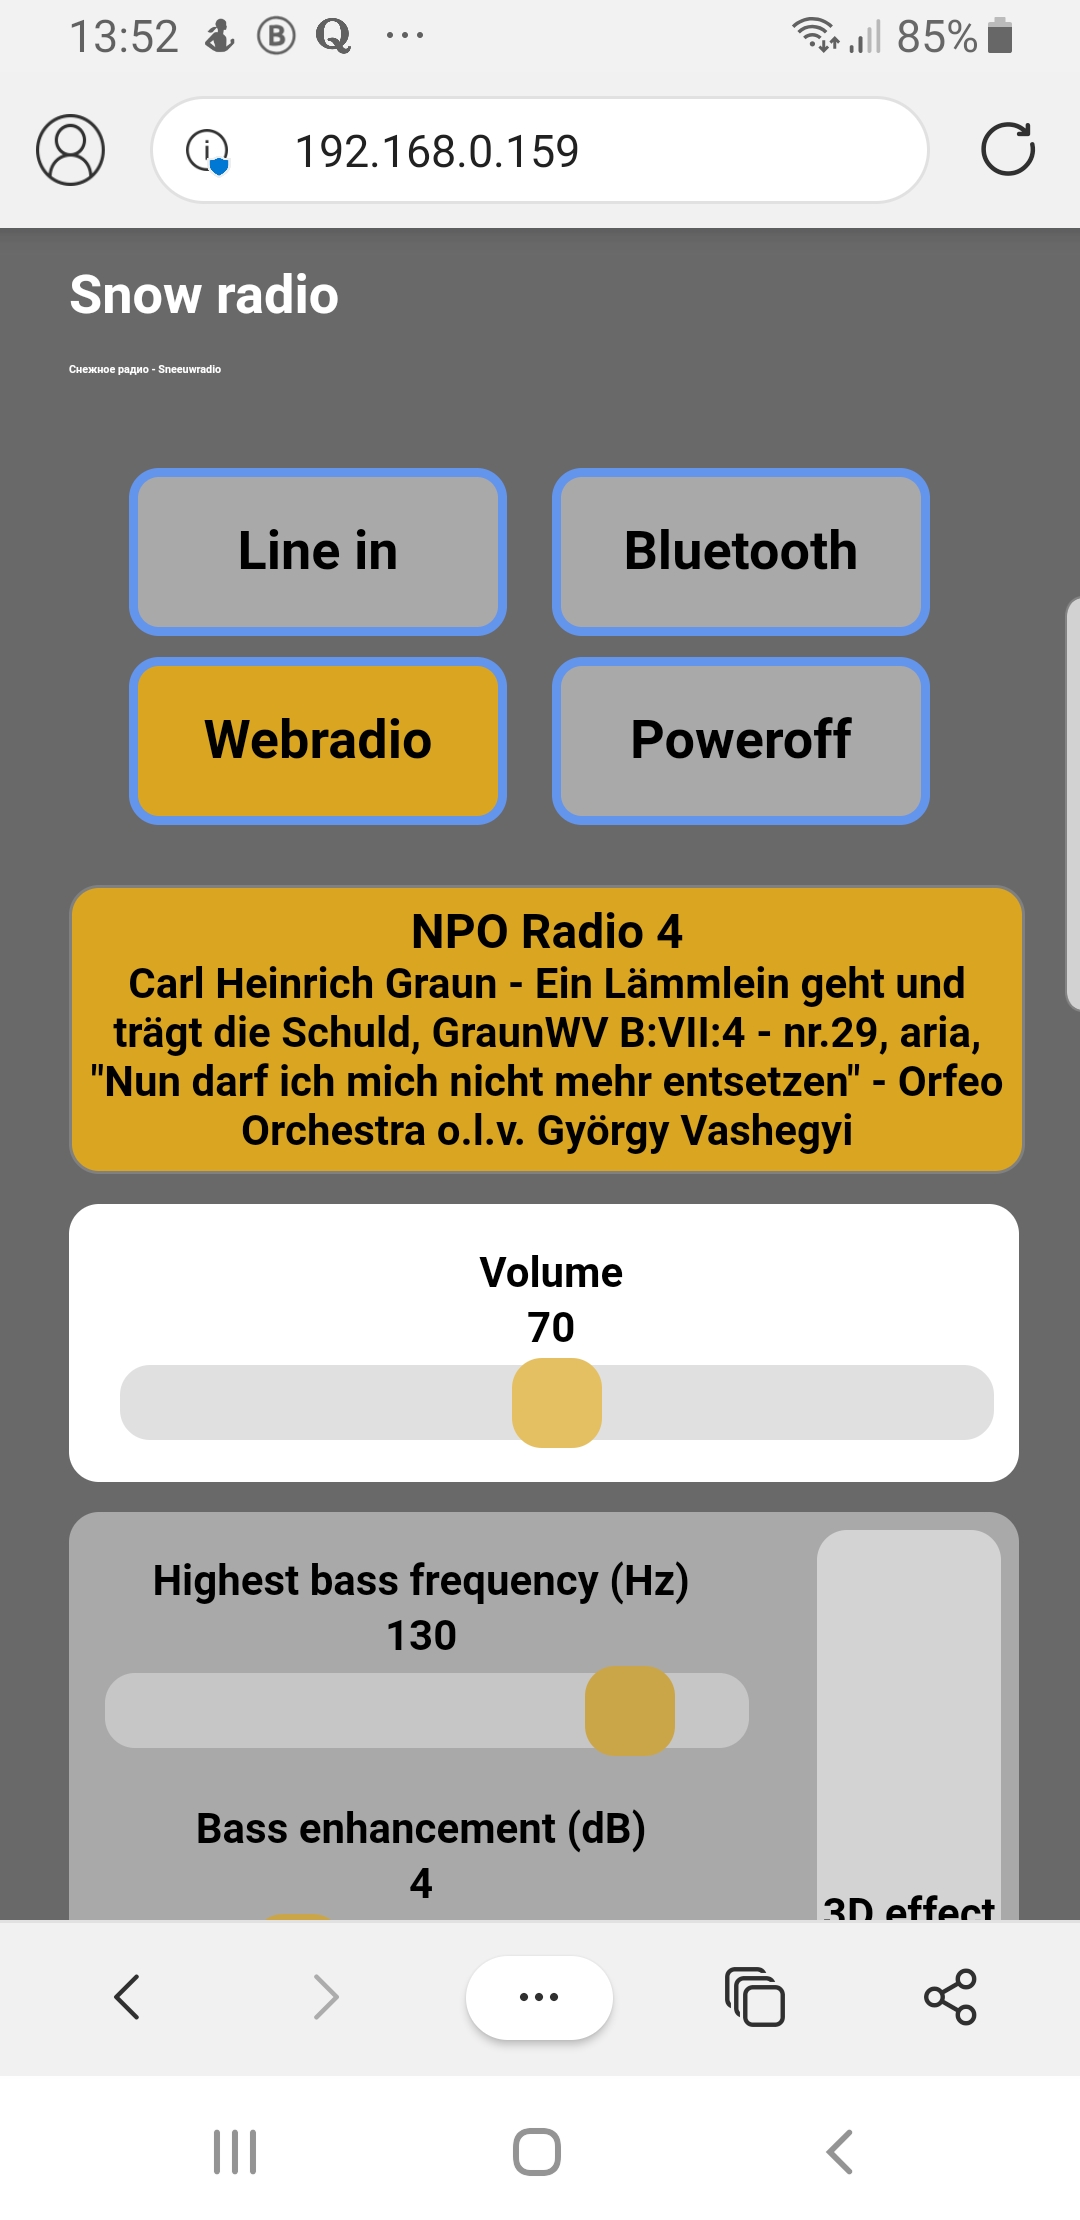 13:52 B Q ... 85%
192.168.0.159
Snow radio
Снежное радио - Sneeuwradio
Line in
Bluetooth
Webradio
Poweroff
NPO Radio 4
Carl Heinrich Graun - Ein Lämmlein geht und
trägt die Schuld, GraunWV B:VII:4 - nr.29, aria,
"Nun darf ich mich nicht mehr entsetzen" - Orfeo
Orchestra o.l.v. György Vashegyi
Volume
70
Highest bass frequency (Hz)
130
Bass enhancement (dB)
4
3D effect